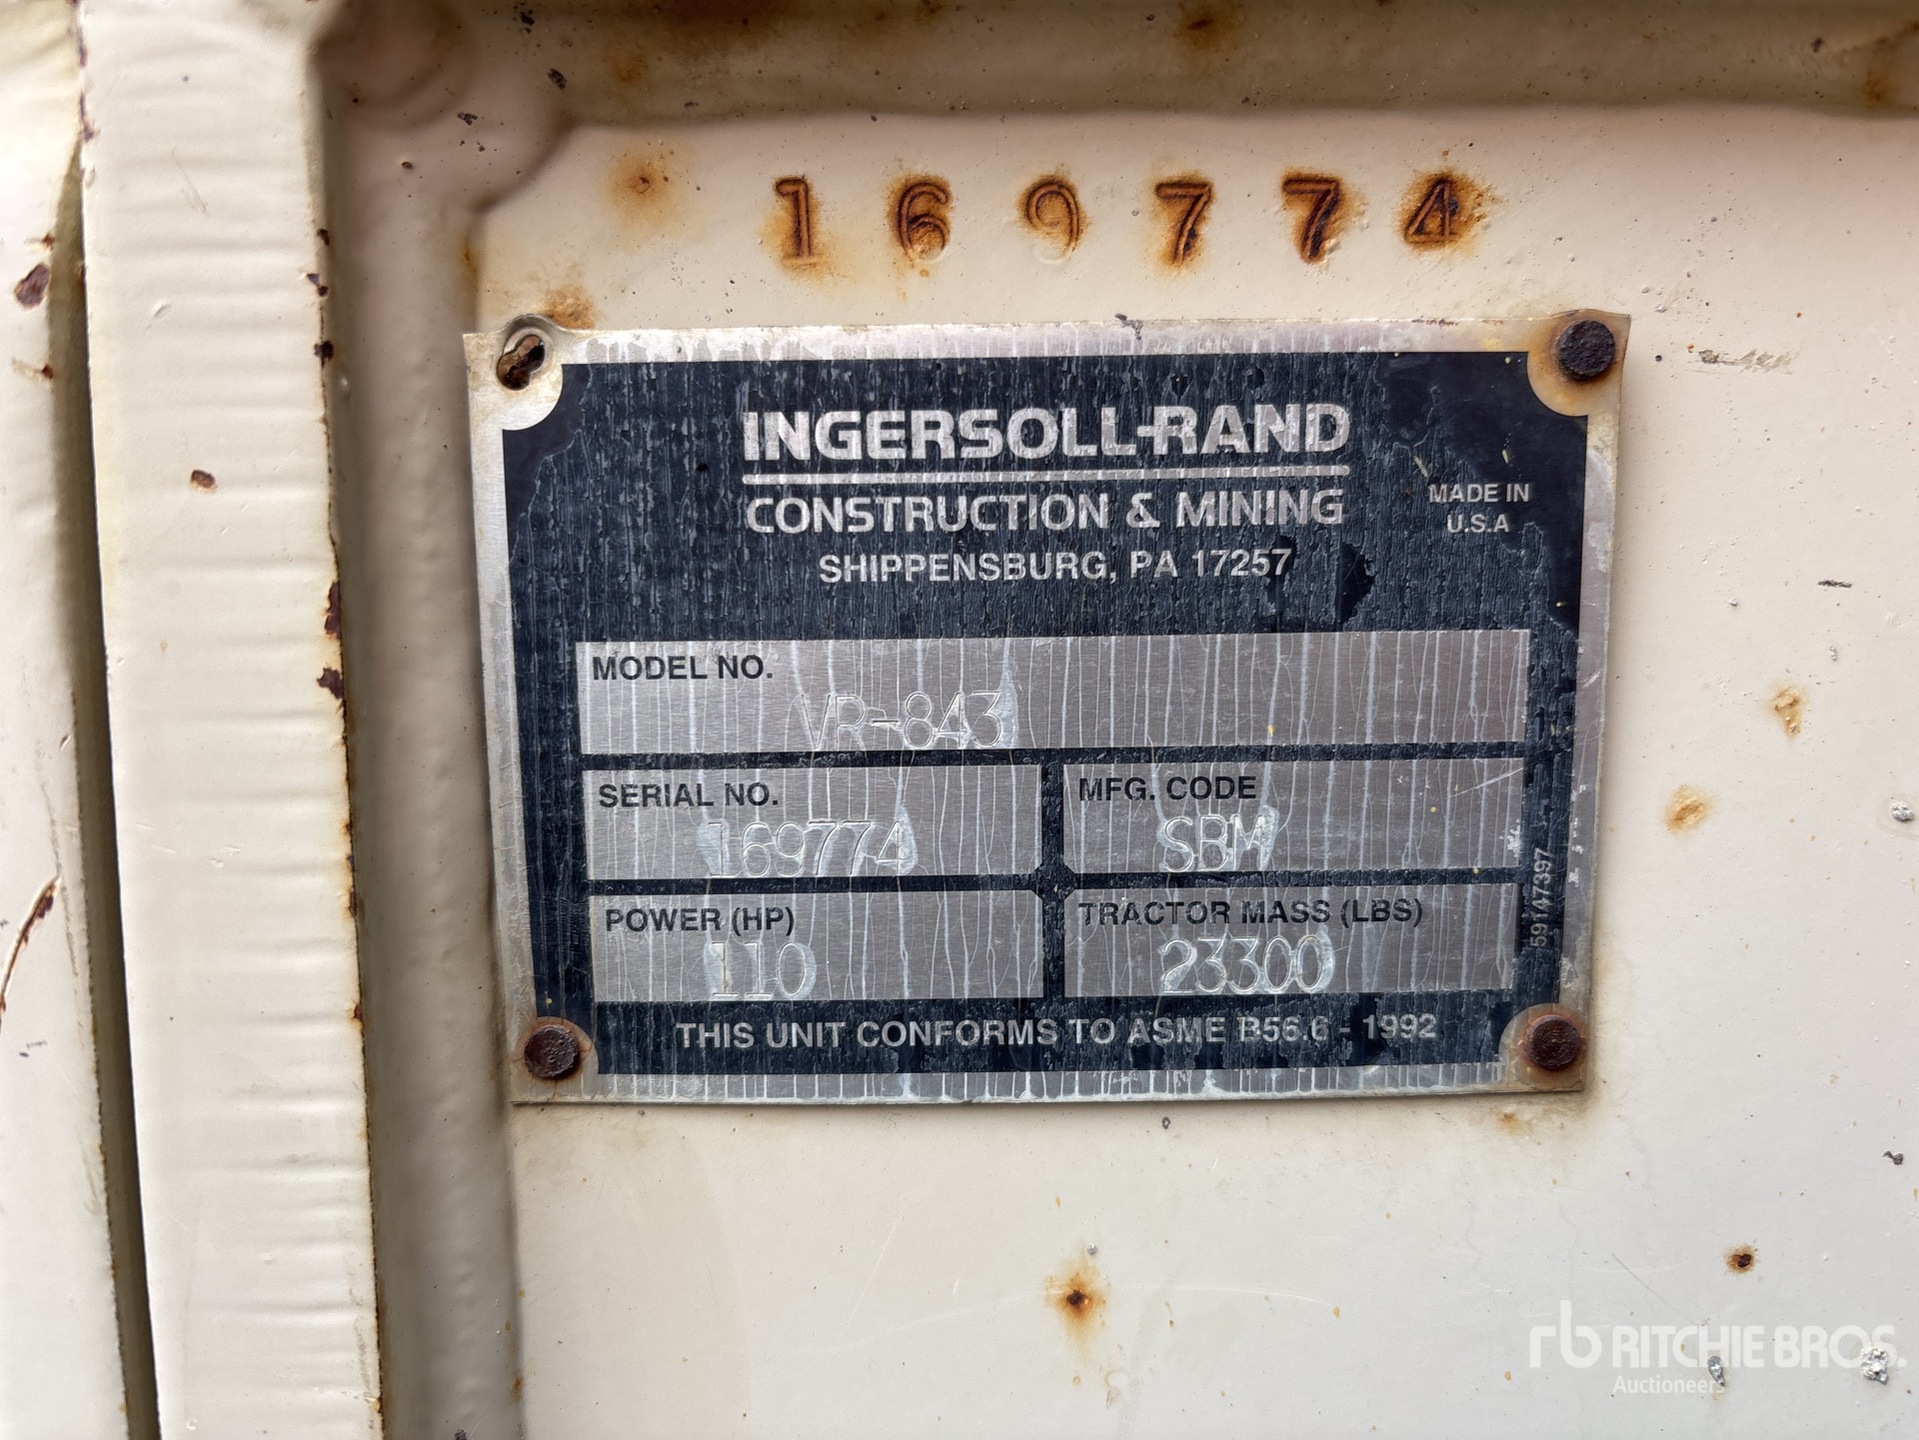 169774
INGERSOLL-RAND
CONSTRUCTION & MINING
SHIPPENSBURG, PA 17257
MADE IN
U.S.A
MODEL NO.
VR-843
SERIAL NO.
169774
MFG. CODE
SBM
POWER (HP)
110
TRACTOR MASS (LBS)
23300
59147397
THIS UNIT CONFORMS TO ASME B56.6 - 1992
rb RITCHIE BROS.
Auctioneers